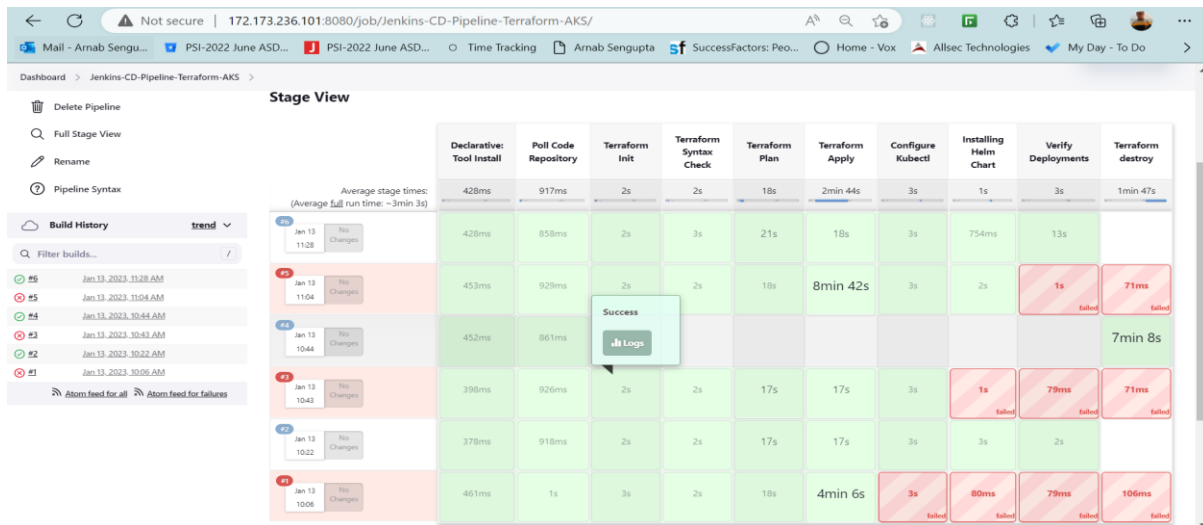 Not secure | 172.173.236.101:8080/job/Jenkins-CD-Pipeline-Terraform-AKS/
Mail - Arnab Sengu... PSI-2022 June ASD... PSI-2022 June ASD... Time Tracking Arnab Sengupta SuccessFactors: Peo... Home - Vox Allsec Technologies My Day - To Do
Dashboard > Jenkins-CD-Pipeline-Terraform-AKS >
Delete Pipeline
Full Stage View
Rename
Pipeline Syntax
Build History trend
Filter builds... /
#6 Jan 13, 2023, 11:28 AM
#5 Jan 13, 2023, 11:04 AM
#4 Jan 13, 2023, 10:44 AM
#3 Jan 13, 2023, 10:43 AM
#2 Jan 13, 2023, 10:22 AM
#1 Jan 13, 2023, 10:06 AM
Atom feed for all Atom feed for failures
Stage View
Declarative: Tool Install
Poll Code Repository
Terraform Init
Terraform Syntax Check
Terraform Plan
Terraform Apply
Configure Kubectl
Installing Helm Chart
Verify Deployments
Terraform destroy
Average stage times: 428ms 917ms 2s 2s 18s 2min 44s 3s 1s 3s 1min 47s
(Average full run time: ~3min 3s)
#6
Jan 13 No
11:28 Changes
428ms 858ms 2s 3s 21s 18s 3s 754ms 13s
#5
Jan 13 No
11:04 Changes
453ms 929ms 2s 2s 18s 8min 42s 3s 2s 1s 71ms
failed failed
Success
Logs
#4
Jan 13 No
10:44 Changes
452ms 861ms 7min 8s
#3
Jan 13 No
10:43 Changes
398ms 926ms 2s 2s 17s 17s 3s 1s 79ms 71ms
failed failed failed
#2
Jan 13 No
10:22 Changes
378ms 918ms 2s 2s 17s 17s 3s 3s 2s
#1
Jan 13 No
10:06 Changes
461ms 1s 3s 2s 18s 4min 6s 3s 80ms 79ms 106ms
failed failed failed failed